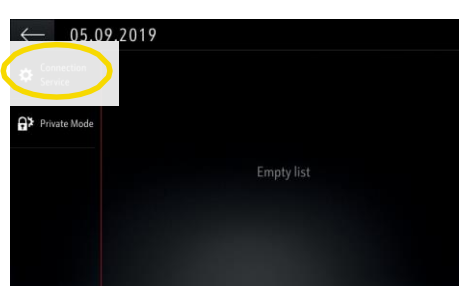 05.09.2019
Connection
Service
Private Mode
Empty list